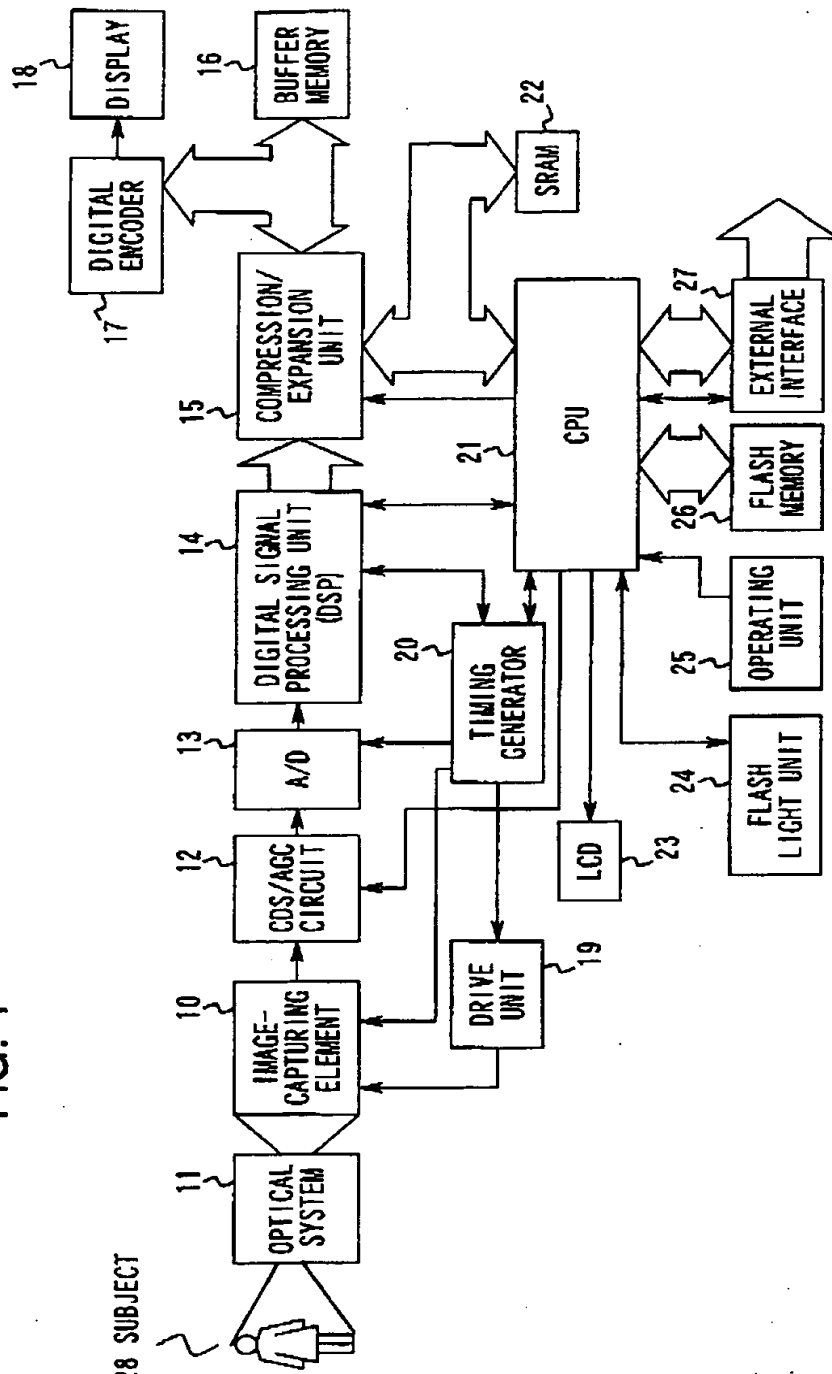 28 SUBJECT
11
OPTICAL
SYSTEM
10
IMAGE-
CAPTURING
ELEMENT
12
CDS/AGC
CIRCUIT
13
A/D
14
DIGITAL SIGNAL
PROCESSING UNIT
(DSP)
15
COMPRESSION/
EXPANSION
UNIT
17
DIGITAL
ENCODER
18
DISPLAY
16
BUFFER
MEMORY
19
DRIVE
UNIT
20
TIMING
GENERATOR
21
CPU
22
SRAM
23
LCD
24
FLASH
LIGHT UNIT
25
OPERATING
UNIT
26
FLASH
MEMORY
27
EXTERNAL
INTERFACE